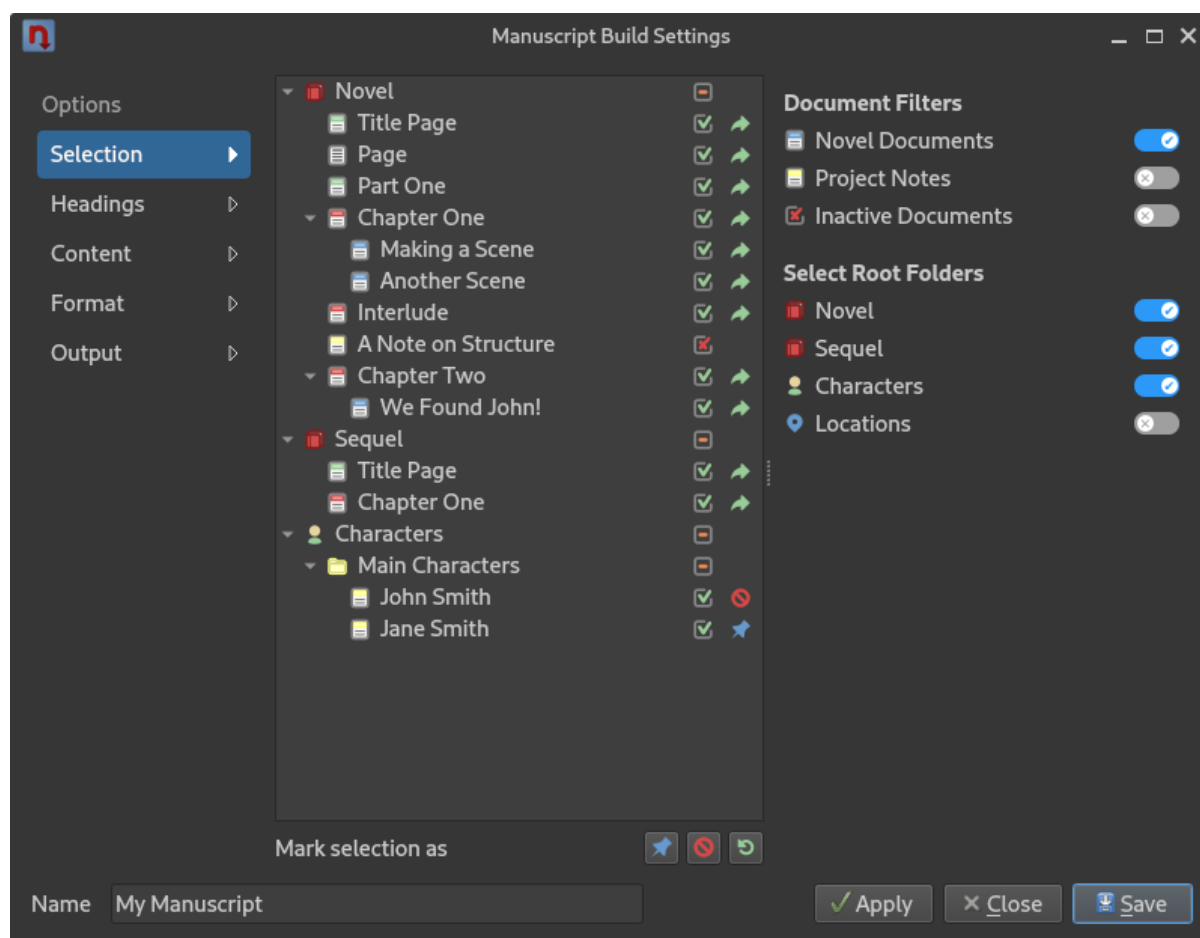 Manuscript Build Settings
Options
Selection
Headings
Content
Format
Output
Novel
Title Page
Page
Part One
Chapter One
Making a Scene
Another Scene
Interlude
A Note on Structure
Chapter Two
We Found John!
Sequel
Title Page
Chapter One
Characters
Main Characters
John Smith
Jane Smith
Mark selection as
Document Filters
Novel Documents
Project Notes
Inactive Documents
Select Root Folders
Novel
Sequel
Characters
Locations
Name My Manuscript
Apply
Close
Save